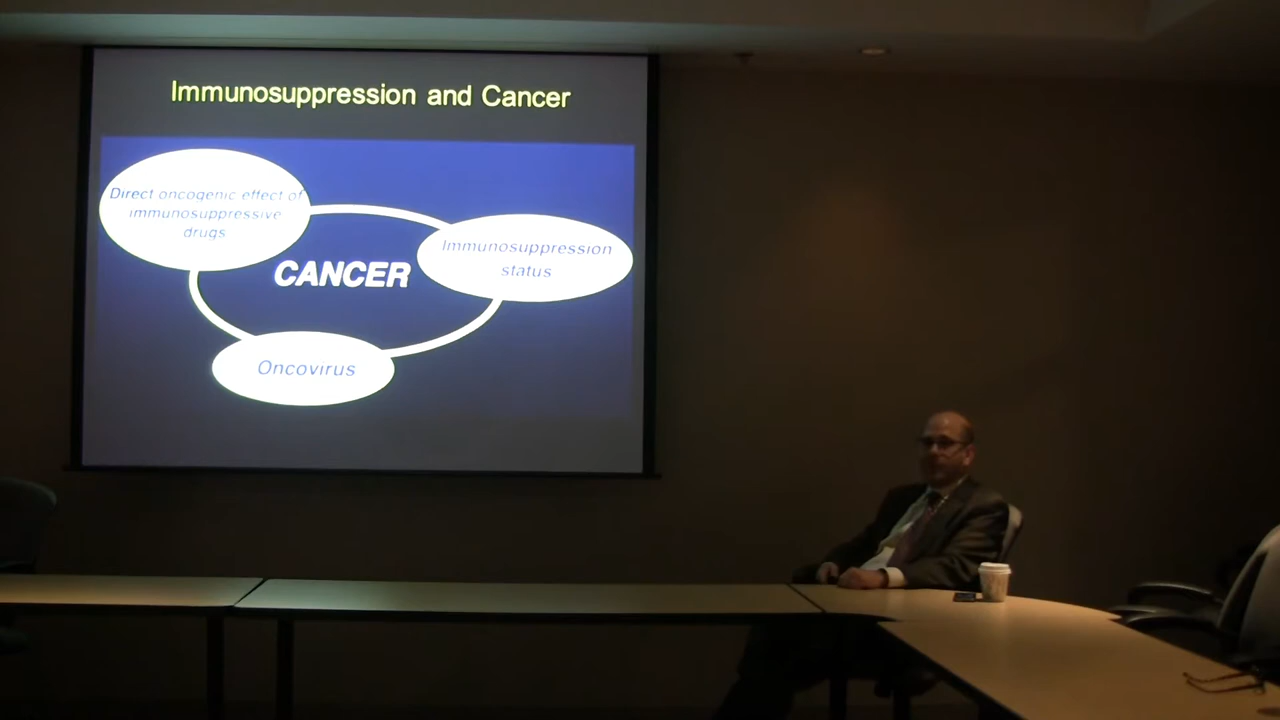 Immunosuppression and Cancer
Direct oncogenic effect of
immunosuppressive
drugs
Immunosuppression
status
CANCER
Oncovirus